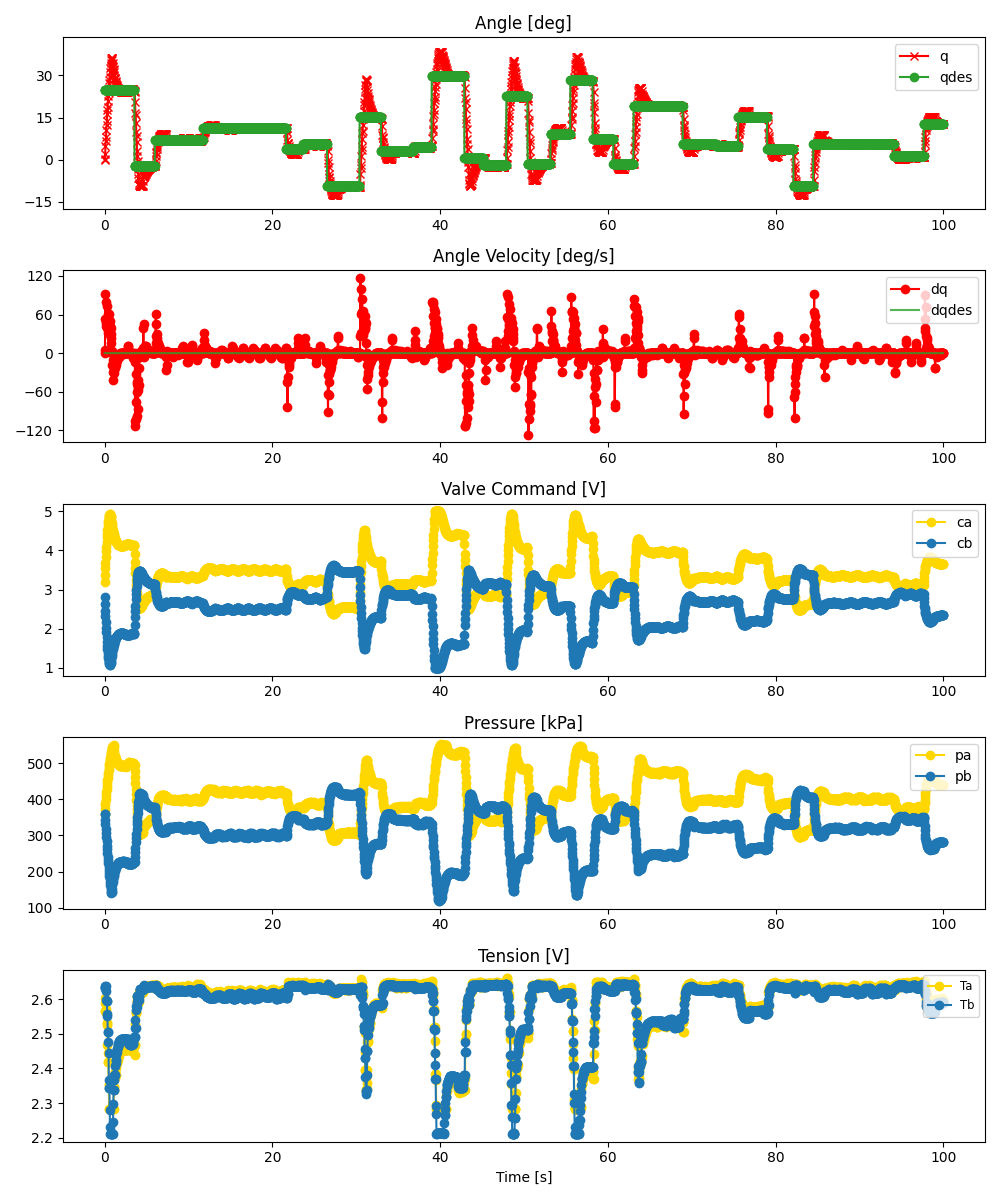 Angle [deg]
30
15
0
−15
q
qdes
0 20 40 60 80 100
Angle Velocity [deg/s]
120
60
0
−60
−120
dq
dqdes
0 20 40 60 80 100
Valve Command [V]
5
4
3
2
1
ca
cb
0 20 40 60 80 100
Pressure [kPa]
500
400
300
200
100
pa
pb
0 20 40 60 80 100
Tension [V]
2.6
2.5
2.4
2.3
2.2
Ta
Tb
0 20 40 60 80 100
Time [s]